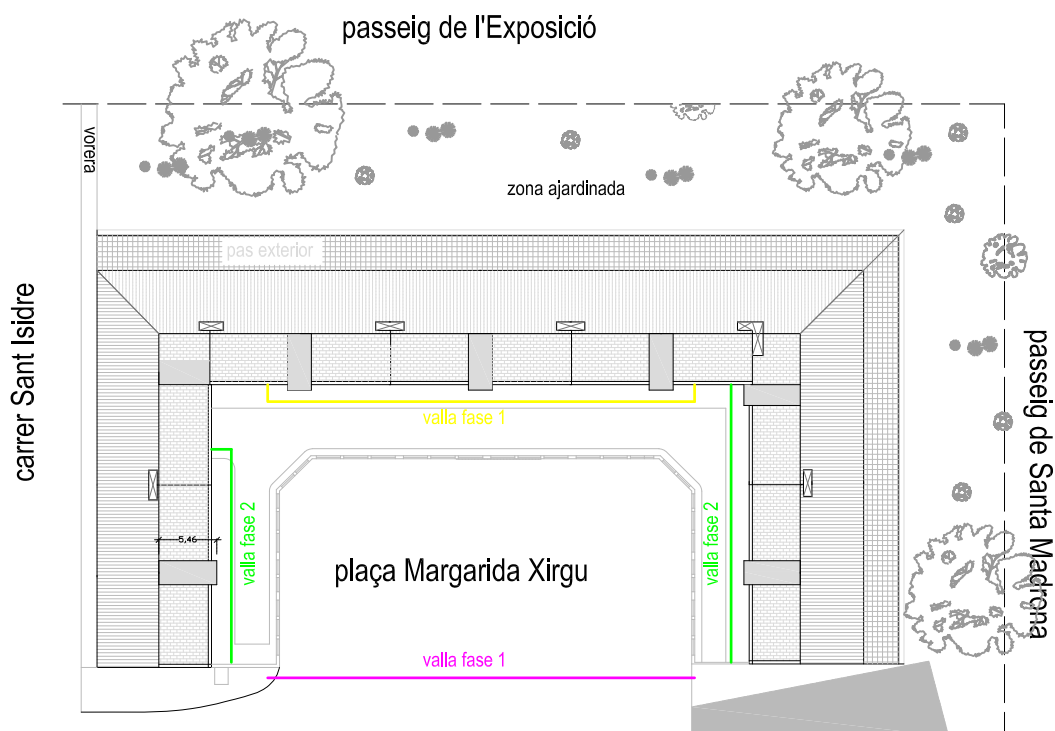 passeig de l'Exposició
vorera
zona ajardinada
pas exterior
carrer Sant Isidre
passeig de Santa Madrona
valla fase 1
valla fase 2
valla fase 2
5,46
plaça Margarida Xirgu
valla fase 1